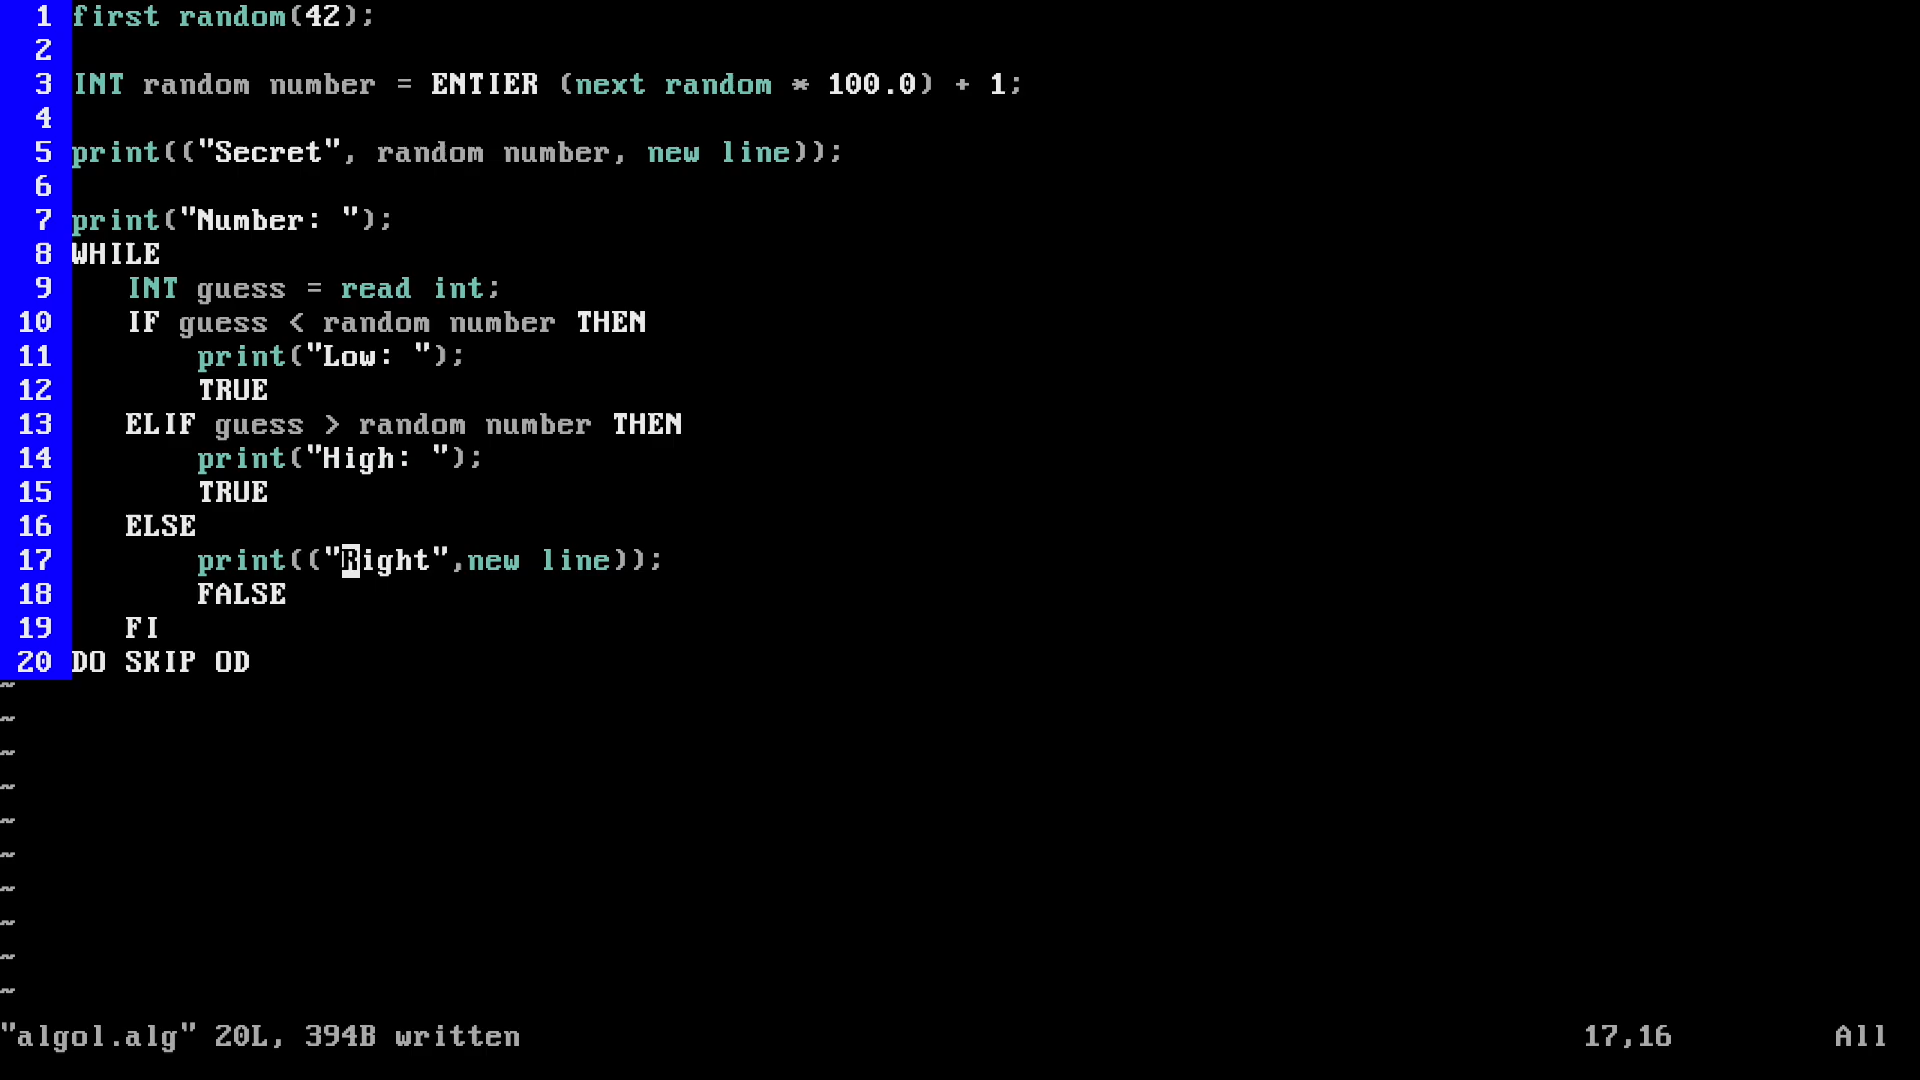 1 first random(42);
2
3 INT random number = ENTIER (next random * 100.0) + 1;
4
5 print(("Secret", random number, new line));
6
7 print("Number: ");
8 WHILE
9    INT guess = read int;
10    IF guess < random number THEN
11        print("Low: ");
12        TRUE
13    ELIF guess > random number THEN
14        print("High: ");
15        TRUE
16    ELSE
17        print(("Right",new line));
18        FALSE
19    FI
20 DO SKIP OD
~
~
~
~
~
~
~
~
~
~
"algol.alg" 20L, 394B written 17,16 All